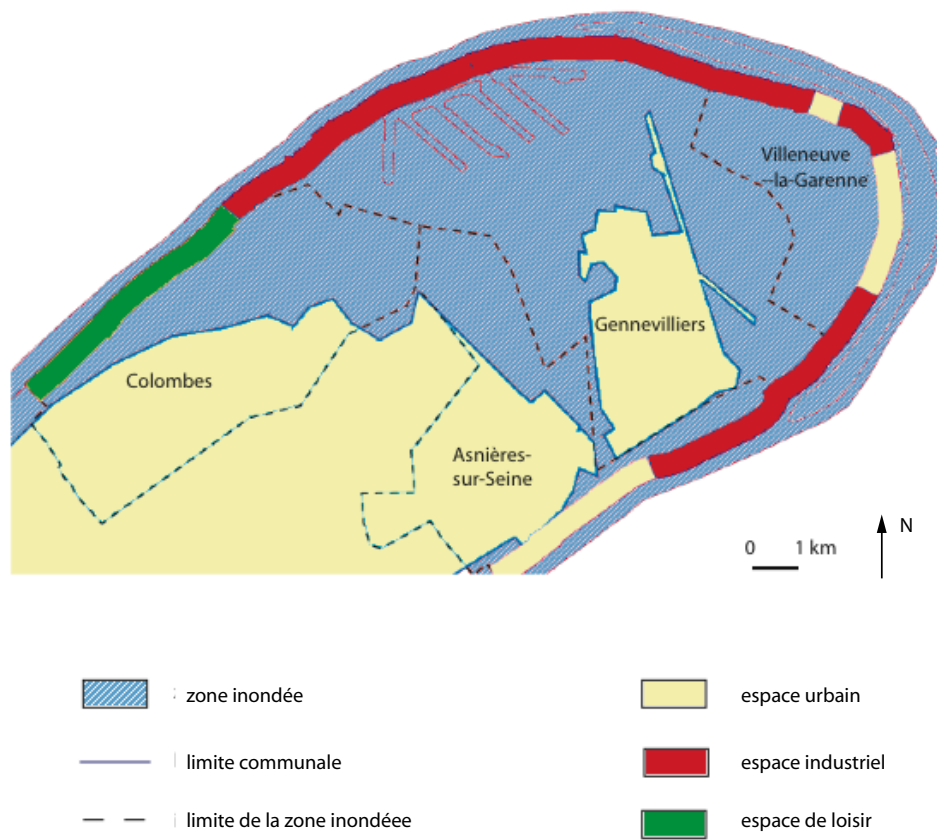 Villeneuve
--la-Garenne
Gennevilliers
Colombes
Asnières-
sur-Seine
N
0 1 km
zone inondée
espace urbain
limite communale
espace industriel
limite de la zone inondéee
espace de loisir